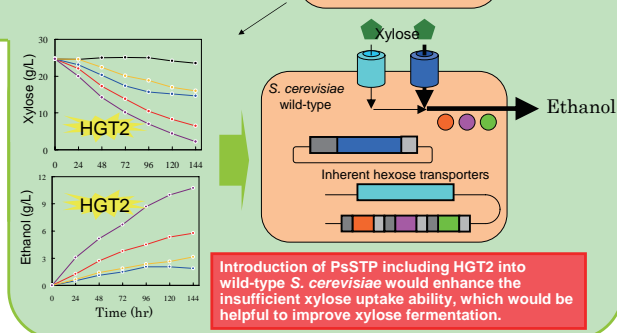 Xylose (g/L)
30
20
10
0
HGT2
0 24 48 72 96 120 144
Ethanol (g/L)
12
9
6
3
0
HGT2
0 24 48 72 96 120 144
Time (hr)
Xylose
S. cerevisiae
wild-type
Ethanol
Inherent hexose transporters
Introduction of PsSTP including HGT2 into
wild-type S. cerevisiae would enhance the
insufficient xylose uptake ability, which would be
helpful to improve xylose fermentation.